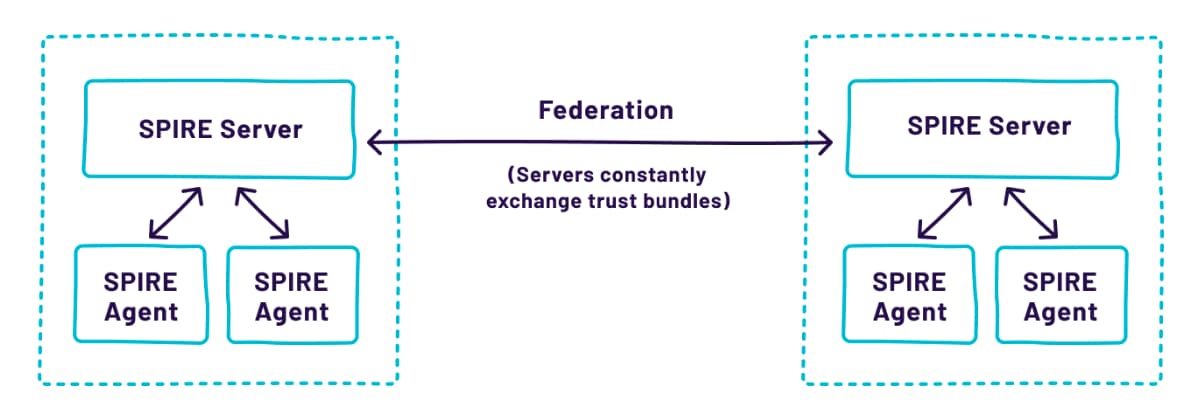 SPIRE Server
Federation
(Servers constantly
exchange trust bundles)
SPIRE Server
SPIRE
Agent
SPIRE
Agent
SPIRE
Agent
SPIRE
Agent